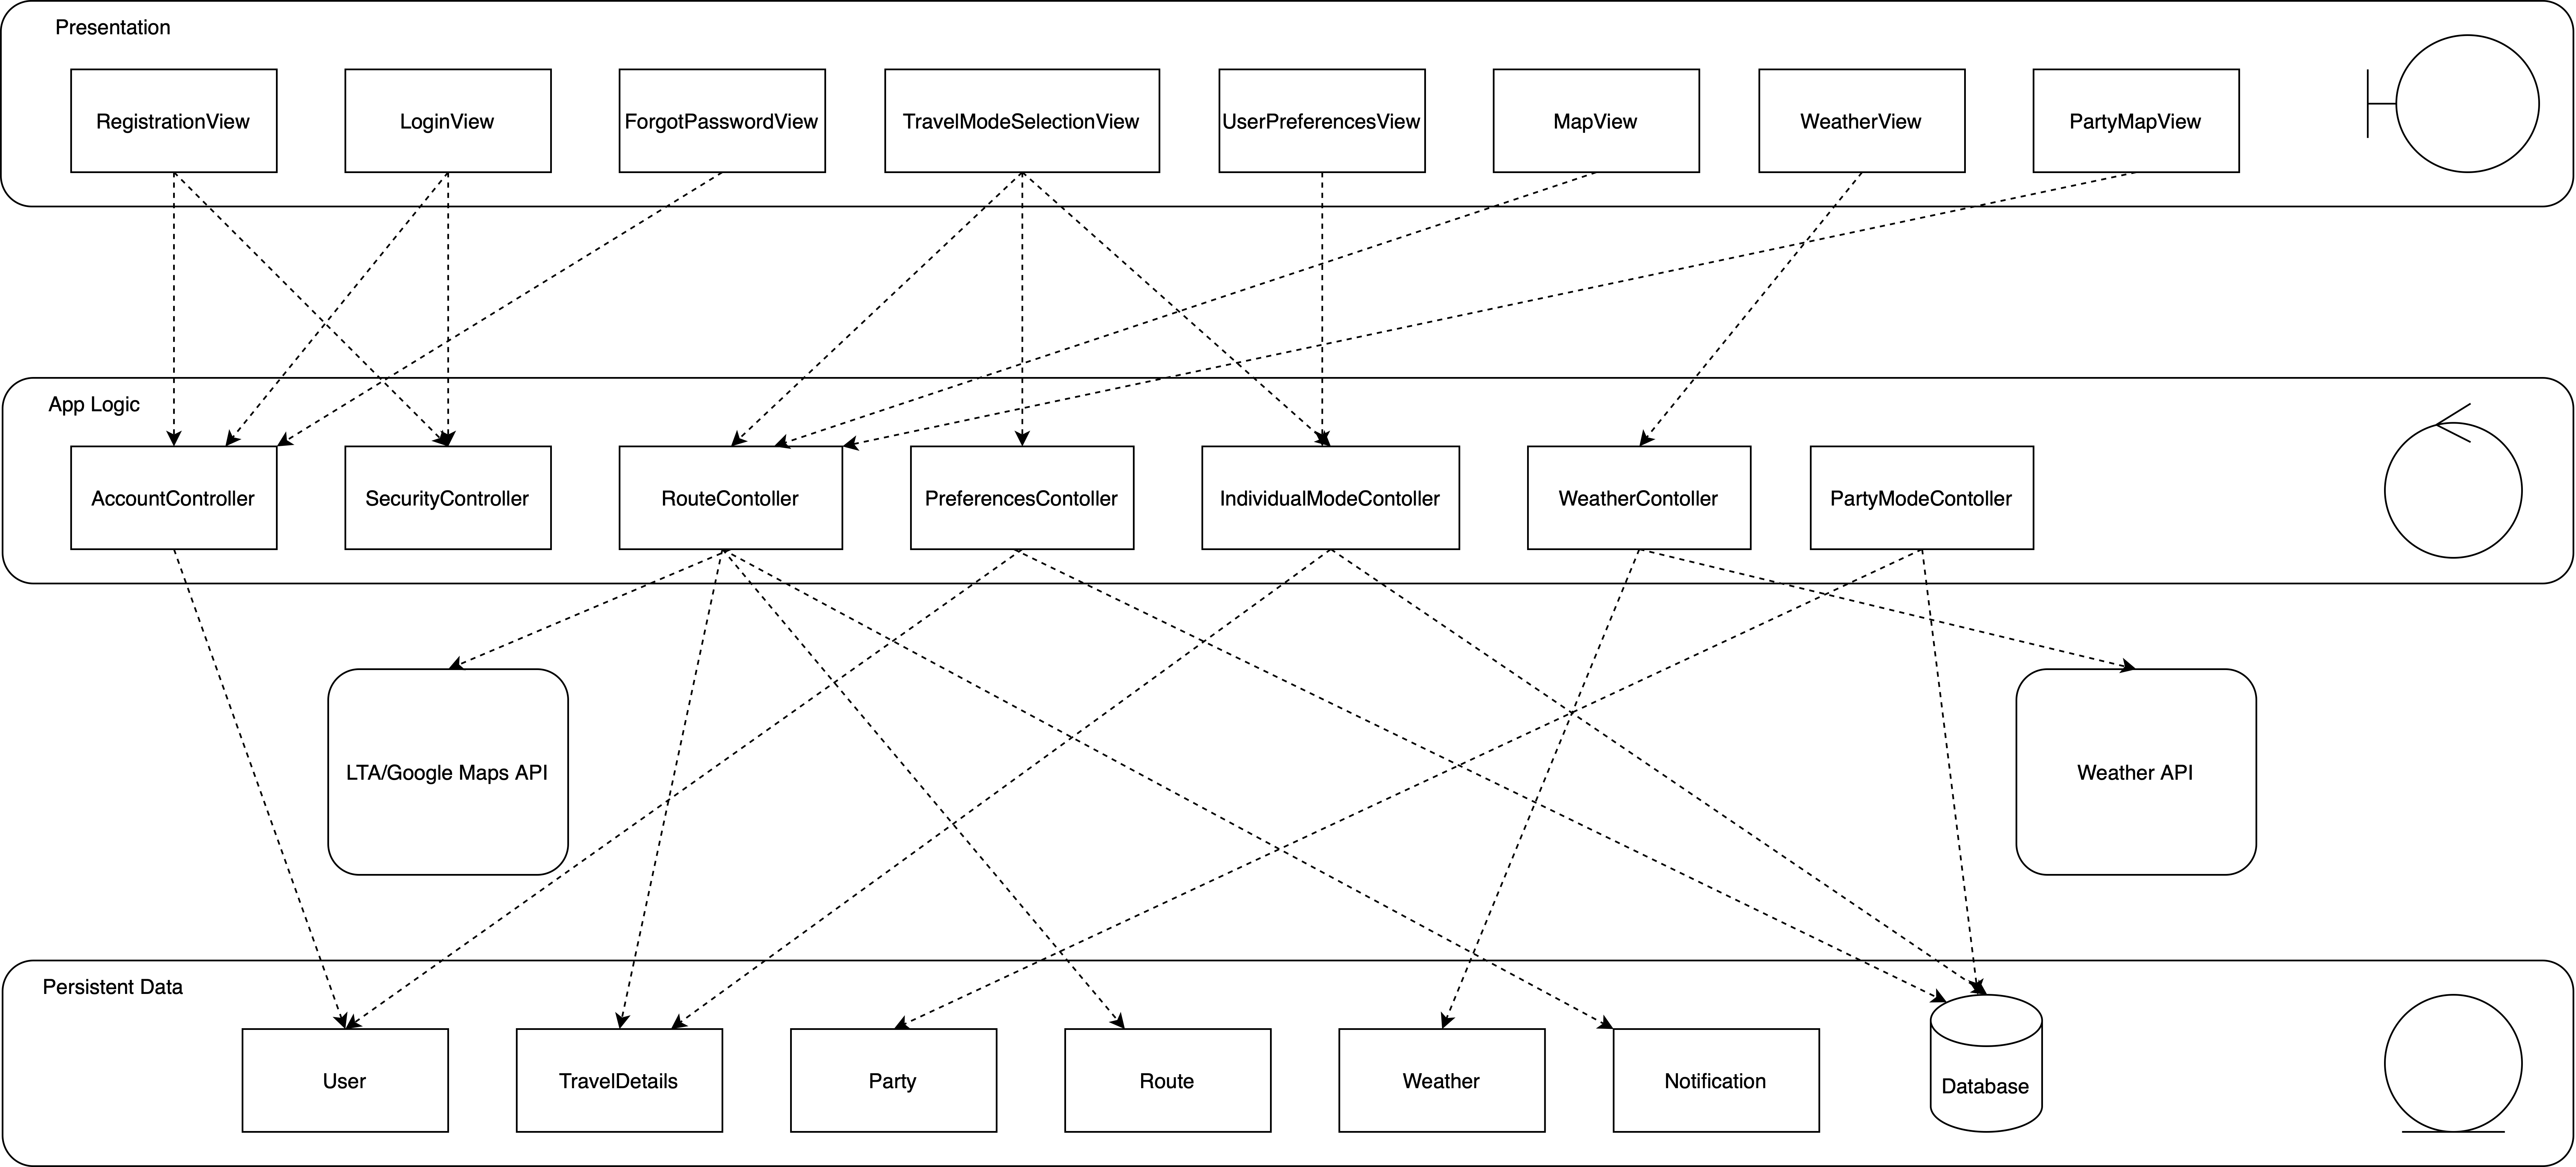 Presentation
RegistrationView
LoginView
ForgotPasswordView
TravelModeSelectionView
UserPreferencesView
MapView
WeatherView
PartyMapView
App Logic
AccountController
SecurityController
RouteContoller
PreferencesContoller
IndividualModeContoller
WeatherContoller
PartyModeContoller
LTA/Google Maps API
Weather API
Persistent Data
User
TravelDetails
Party
Route
Weather
Notification
Database